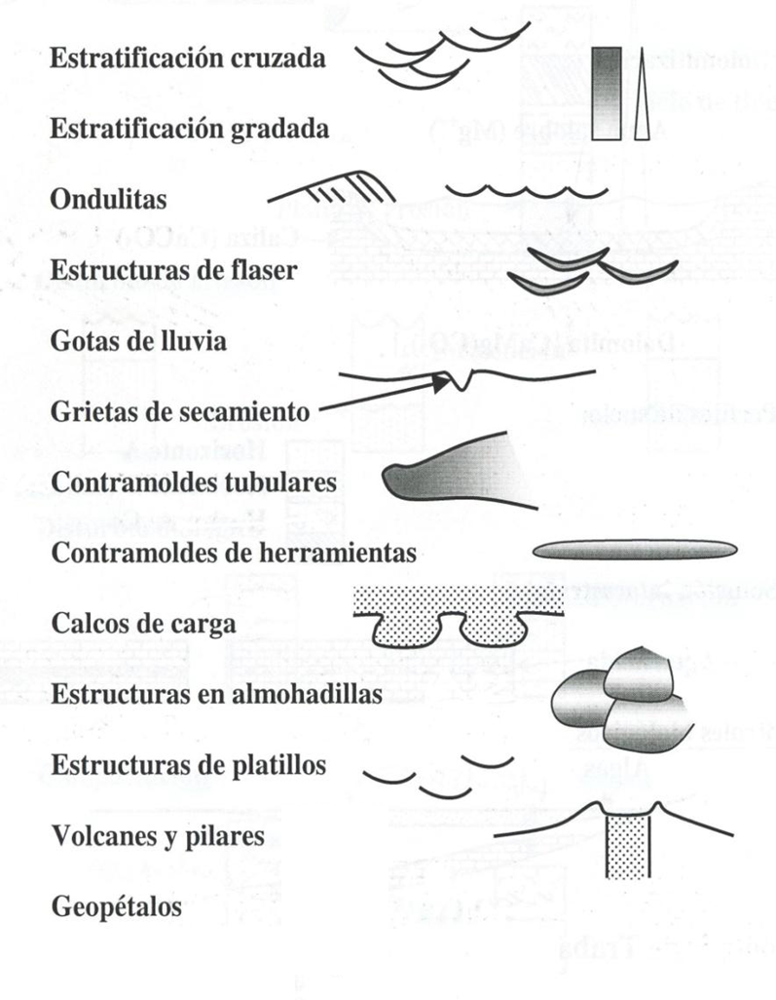 Estratificación cruzada
Estratificación gradada
Ondulitas
Estructuras de flaser
Gotas de lluvia
Grietas de secamiento
Contramoldes tubulares
Contramoldes de herramientas
Calcos de carga
Estructuras en almohadillas
Estructuras de platillos
Volcanes y pilares
Geopétalos